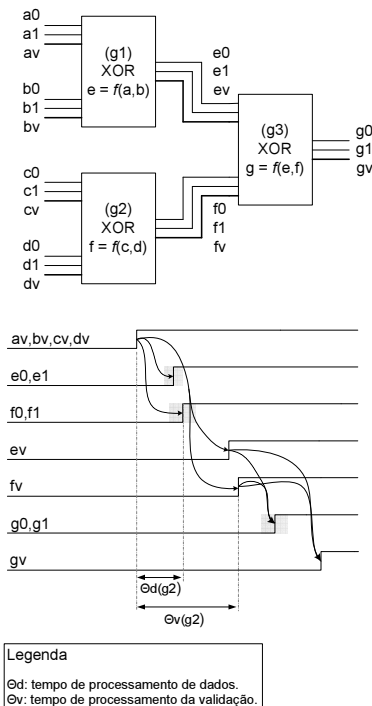 a0
a1
av
(g1)
XOR
e = f(a,b)
b0
b1
bv
e0
e1
ev
(g3)
XOR
g = f(e,f)
g0
g1
gv
c0
c1
cv
(g2)
XOR
f = f(c,d)
d0
d1
dv
f0
f1
fv
av,bv,cv,dv
e0,e1
f0,f1
ev
fv
g0,g1
gv
Θd(g2)
Θv(g2)
Legenda
Θd: tempo de processamento de dados.
Θv: tempo de processamento da validação.